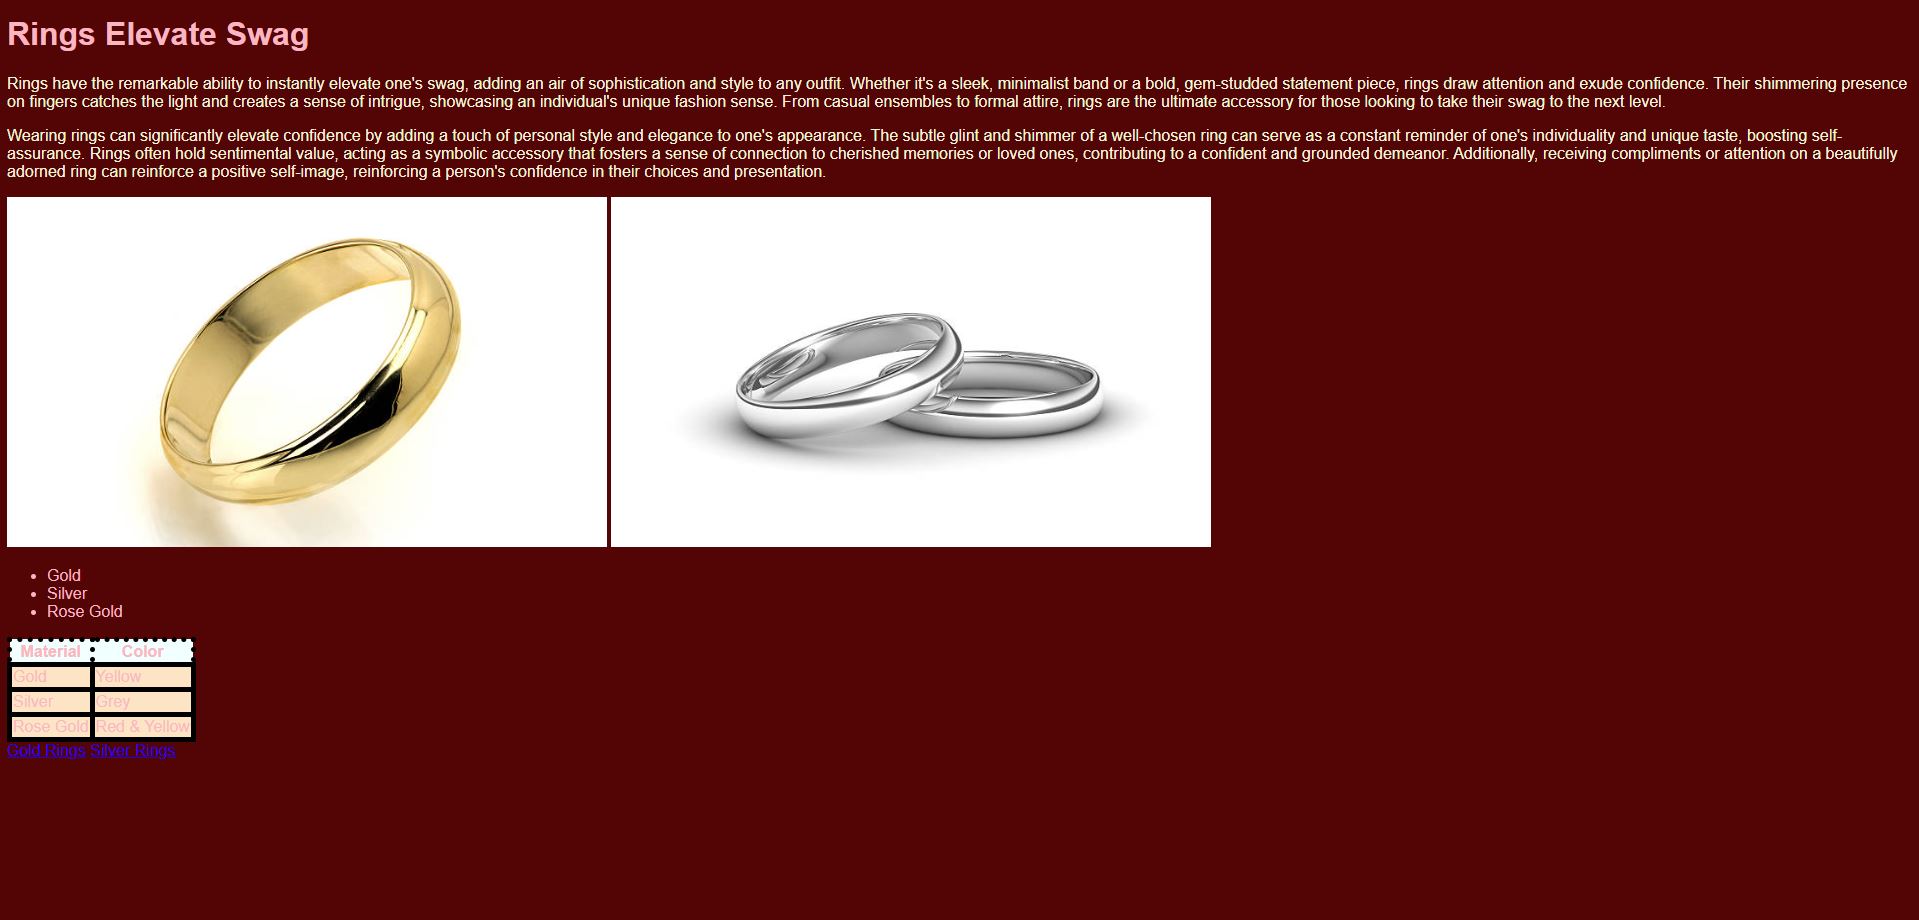 Rings Elevate Swag
Rings have the remarkable ability to instantly elevate one's swag, adding an air of sophistication and style to any outfit. Whether it's a sleek, minimalist band or a bold, gem-studded statement piece, rings draw attention and exude confidence. Their shimmering presence
on fingers catches the light and creates a sense of intrigue, showcasing an individual's unique fashion sense. From casual ensembles to formal attire, rings are the ultimate accessory for those looking to take their swag to the next level.
Wearing rings can significantly elevate confidence by adding a touch of personal style and elegance to one's appearance. The subtle glint and shimmer of a well-chosen ring can serve as a constant reminder of one's individuality and unique taste, boosting self-
assurance. Rings often hold sentimental value, acting as a symbolic accessory that fosters a sense of connection to cherished memories or loved ones, contributing to a confident and grounded demeanor. Additionally, receiving compliments or attention on a beautifully
adorned ring can reinforce a positive self-image, reinforcing a person's confidence in their choices and presentation.
• Gold
• Silver
• Rose Gold
Material Color
Gold Yellow
Silver Grey
Rose Gold Red & Yellow
Gold Rings Silver Rings